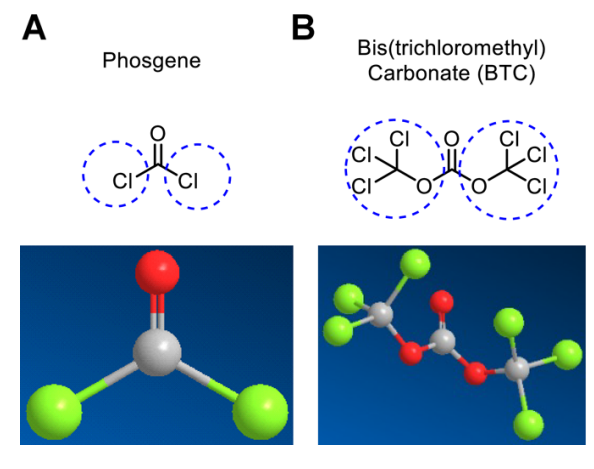 A
Phosgene
O
Cl
Cl
B
Bis(trichloromethyl)
Carbonate (BTC)
Cl
O
Cl
Cl
Cl
Cl
O
O
Cl